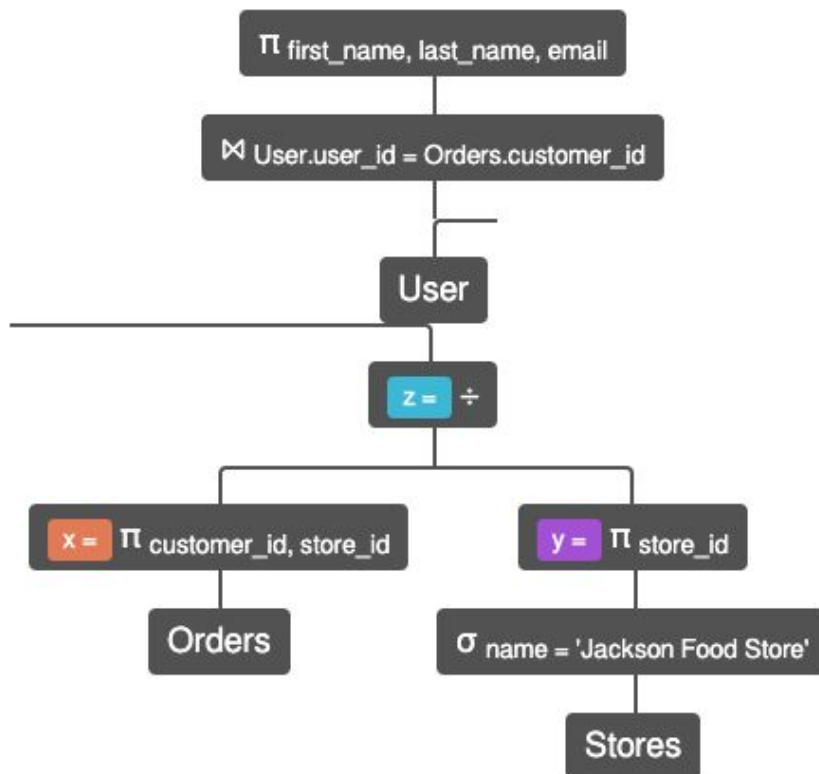 π first_name, last_name, email
⋈ User.user_id = Orders.customer_id
User
z = ÷
x = π customer_id, store_id
y = π store_id
Orders
σ name = 'Jackson Food Store'
Stores